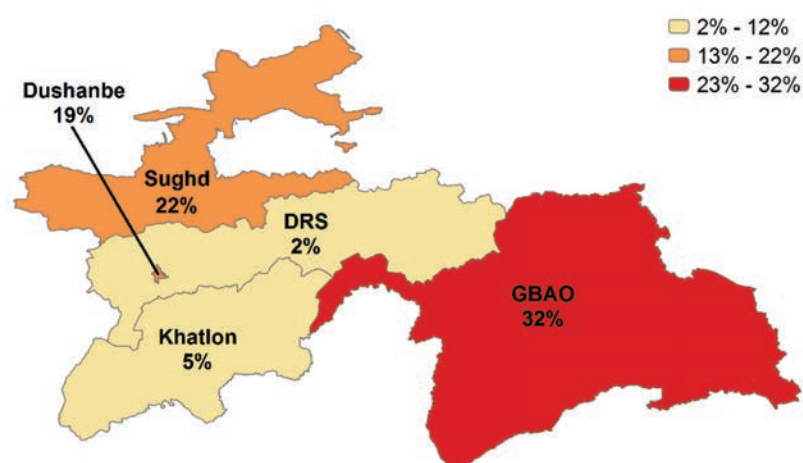 2% - 12%
13% - 22%
23% - 32%
Dushanbe
19%
Sughd
22%
DRS
2%
GBAO
32%
Khatlon
5%